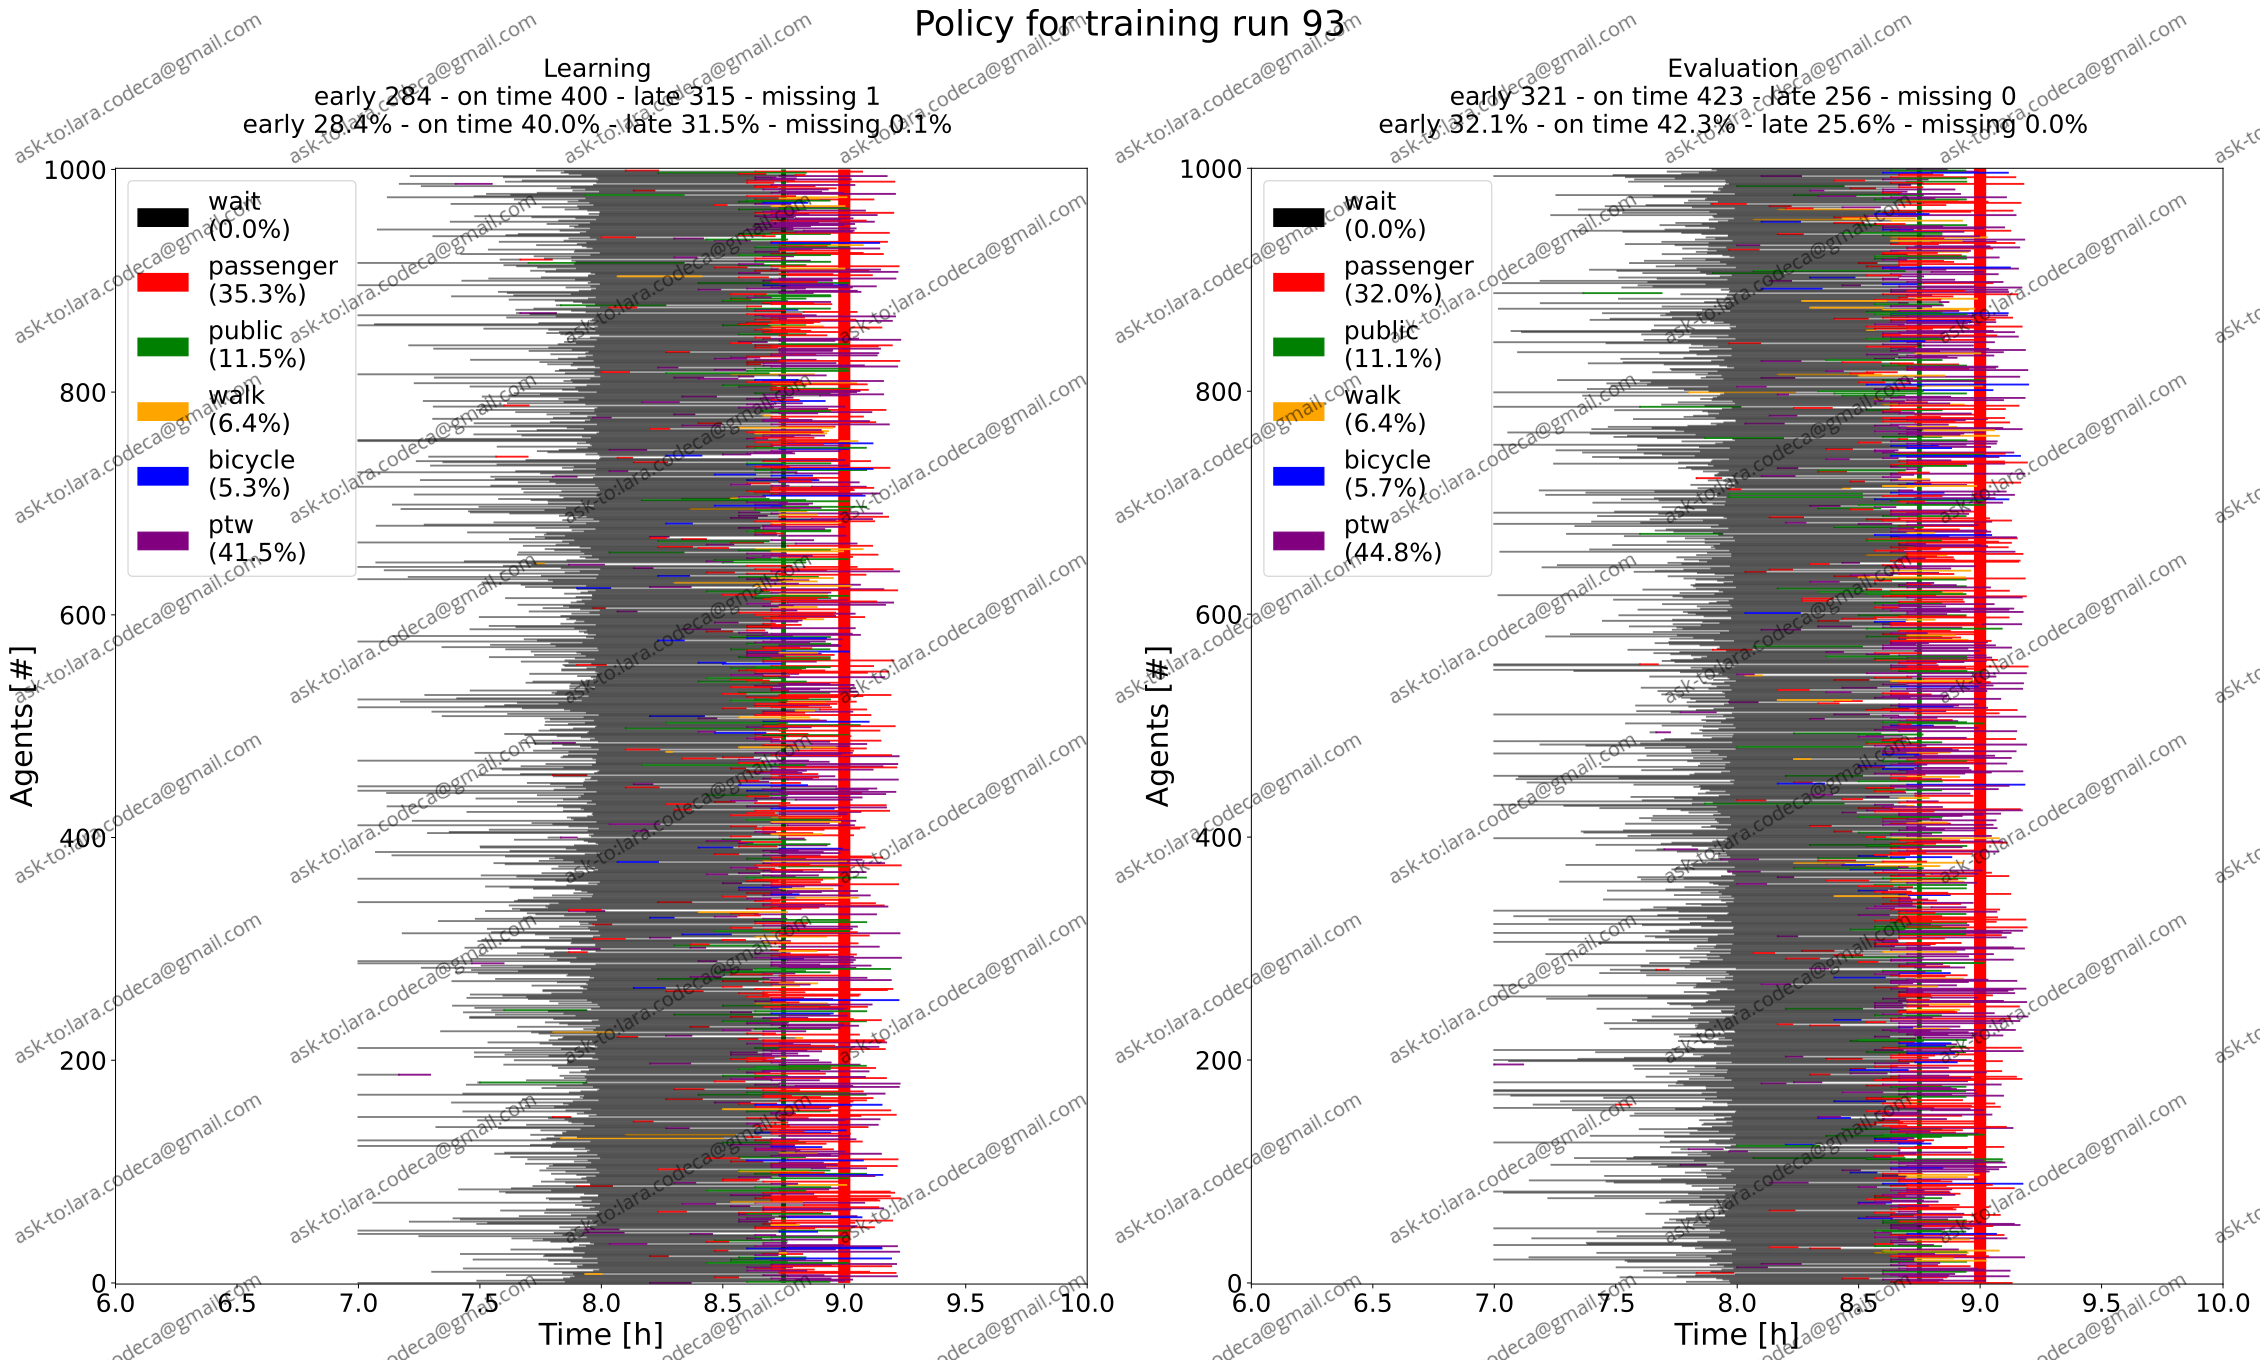 Policy for training run 93
Learning
early 284 - on time 400 - late 315 - missing 1
early 28.4% - on time 40.0% - late 31.5% - missing 0.1%
1000
800
600
400
200
0
Agents [#]
wait
(0.0%)
passenger
(35.3%)
public
(11.5%)
walk
(6.4%)
bicycle
(5.3%)
ptw
(41.5%)
6.0 6.5 7.0 7.5 8.0 8.5 9.0 9.5 10.0
Time [h]
Evaluation
early 321 - on time 423 - late 256 - missing 0
early 32.1% - on time 42.3% - late 25.6% - missing 0.0%
1000
800
600
400
200
0
Agents [#]
wait
(0.0%)
passenger
(32.0%)
public
(11.1%)
walk
(6.4%)
bicycle
(5.7%)
ptw
(44.8%)
6.0 6.5 7.0 7.5 8.0 8.5 9.0 9.5 10.0
Time [h]
ask-to:lara.codeca@gmail.com